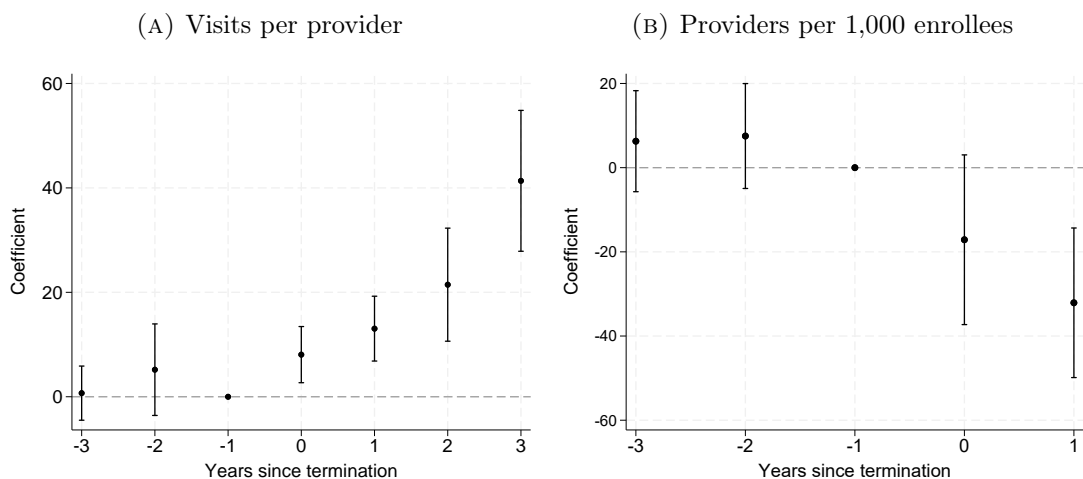 (A) Visits per provider
60
40
20
0
Coefficient
-3 -2 -1 0 1 2 3
Years since termination
(B) Providers per 1,000 enrollees
20
0
-20
-40
-60
Coefficient
-3 -2 -1 0 1
Years since termination